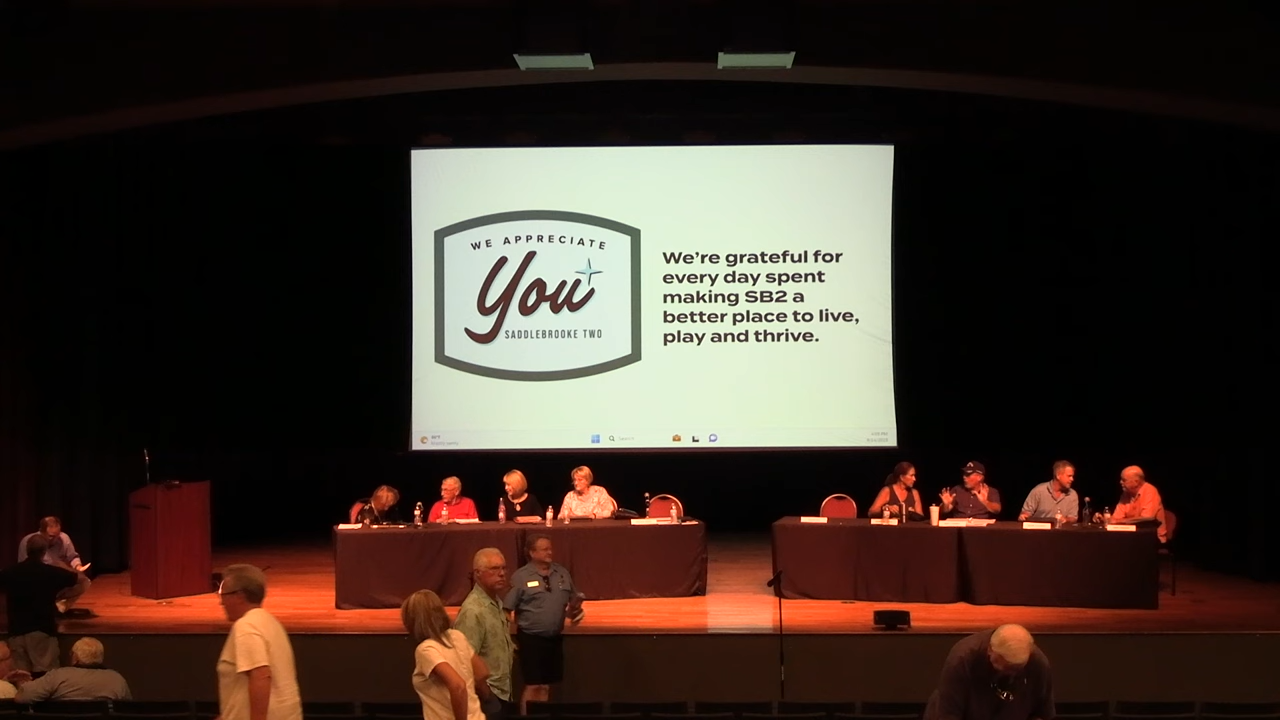 WE APPRECIATE
You
SADDLEBROOKE TWO
We're grateful for
every day spent
making SB2 a
better place to live,
play and thrive.
Search